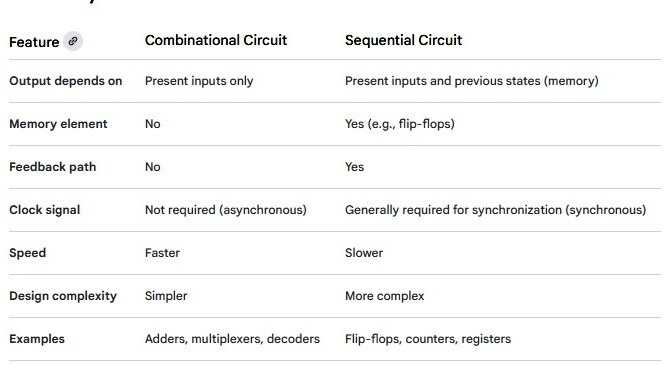 Feature Combinational Circuit Sequential Circuit
Output depends on Present inputs only Present inputs and previous states (memory)
Memory element No Yes (e.g., flip-flops)
Feedback path No Yes
Clock signal Not required (asynchronous) Generally required for synchronization (synchronous)
Speed Faster Slower
Design complexity Simpler More complex
Examples Adders, multiplexers, decoders Flip-flops, counters, registers